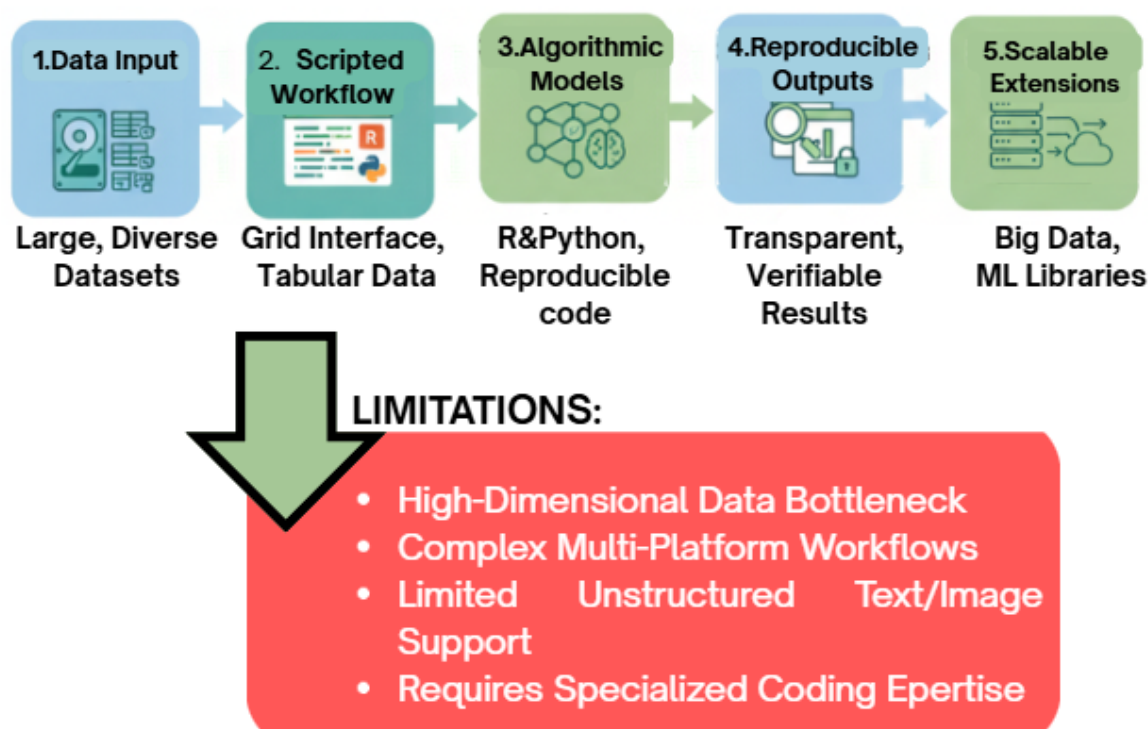 1.Data Input
2. Scripted
Workflow
3.Algorithmic
Models
4.Reproducible
Outputs
5.Scalable
Extensions
R
Large, Diverse
Datasets
Grid Interface,
Tabular Data
R&Python,
Reproducible
code
Transparent,
Verifiable
Results
Big Data,
ML Libraries
LIMITATIONS:
• High-Dimensional Data Bottleneck
• Complex Multi-Platform Workflows
• Limited Unstructured Text/Image
Support
• Requires Specialized Coding Epertise